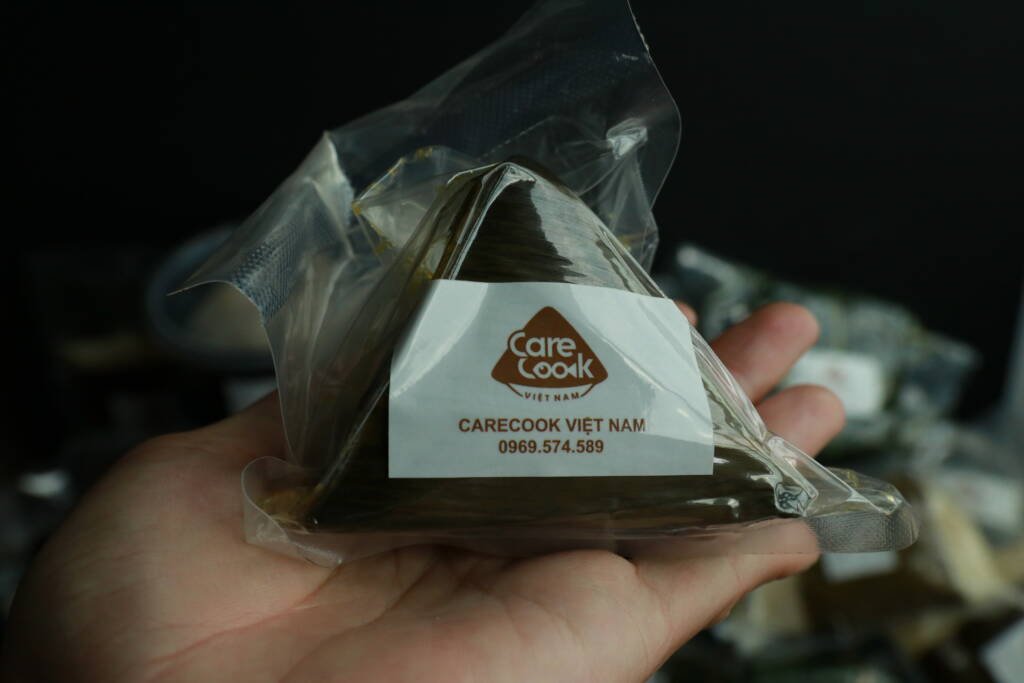 Care
Cook
VIỆT NAM
CARECOOK VIỆT NAM
0969.574.589